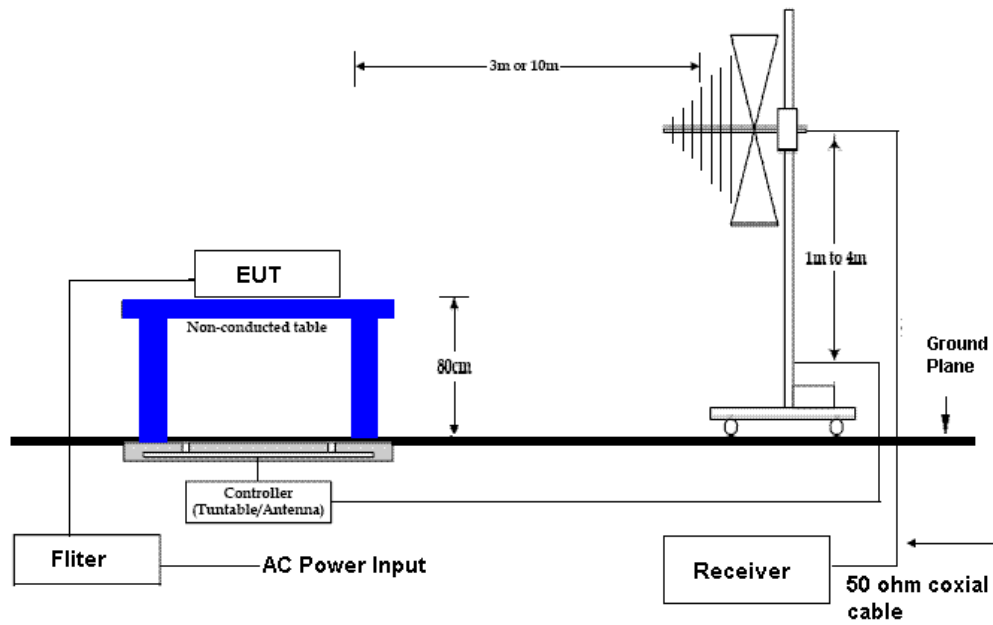 3m or 10m
EUT
Non-conducted table
1m to 4m
80cm
Ground
Plane
Controller
(Tuntable/Antenna)
Fliter
AC Power Input
Receiver
50 ohm coxial
cable